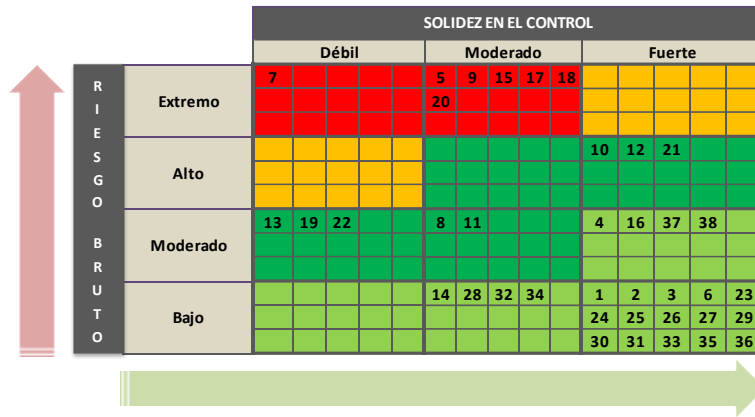 SOLIDEZ EN EL CONTROL
Débil Moderado Fuerte
RIESGO BRUTO
Extremo
7 5 9 15 17 18
20
Alto
10 12 21
Moderado
13 19 22 8 11 4 16 37 38
Bajo
14 28 32 34 1 2 3 6 23
24 25 26 27 29
30 31 33 35 36